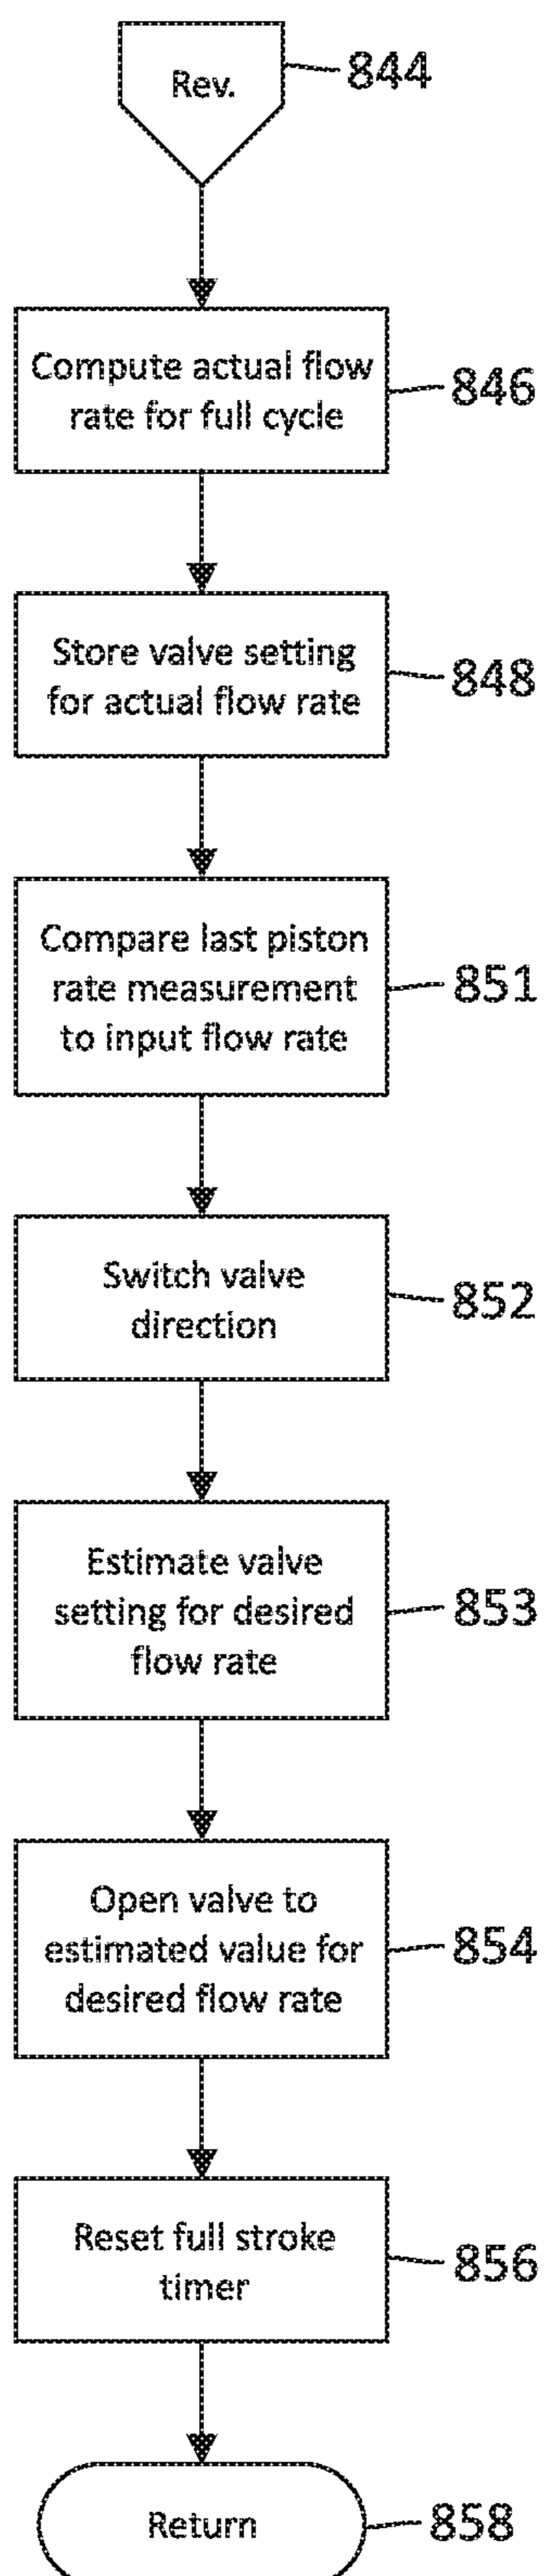 Rev.
844
Compute actual flow
rate for full cycle
846
Store valve setting
for actual flow rate
848
Compare last piston
rate measurement
to input flow rate
851
Switch valve
direction
852
Estimate valve
setting for desired
flow rate
853
Open valve to
estimated value for
desired flow rate
854
Reset full stroke
timer
856
Return
858